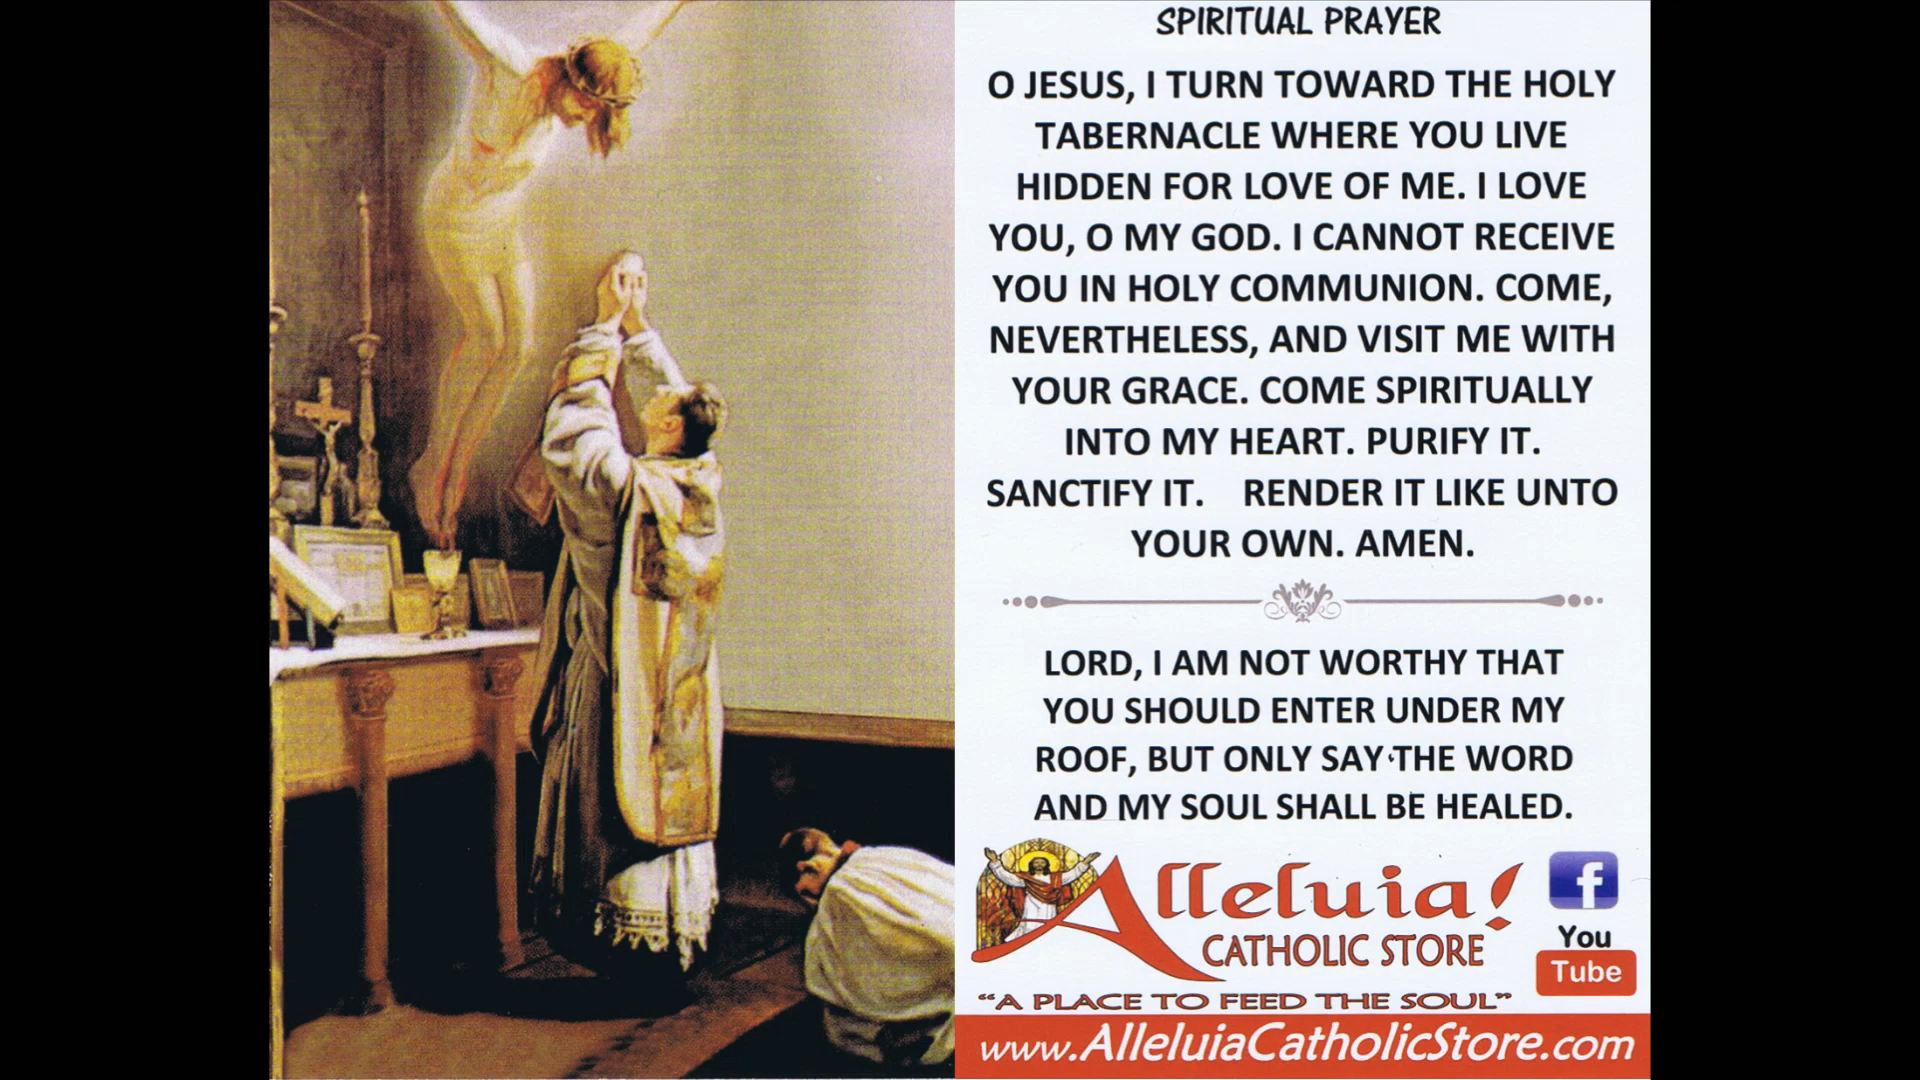 SPIRITUAL PRAYER
O JESUS, I TURN TOWARD THE HOLY
TABERNACLE WHERE YOU LIVE
HIDDEN FOR LOVE OF ME. I LOVE
YOU, O MY GOD. I CANNOT RECEIVE
YOU IN HOLY COMMUNION. COME,
NEVERTHELESS, AND VISIT ME WITH
YOUR GRACE. COME SPIRITUALLY
INTO MY HEART. PURIFY IT.
SANCTIFY IT. RENDER IT LIKE UNTO
YOUR OWN. AMEN.
LORD, I AM NOT WORTHY THAT
YOU SHOULD ENTER UNDER MY
ROOF, BUT ONLY SAY THE WORD
AND MY SOUL SHALL BE HEALED.
Alleluia!
CATHOLIC STORE
f
You
Tube
"A PLACE TO FEED THE SOUL"
www.AlleluiaCatholicStore.com